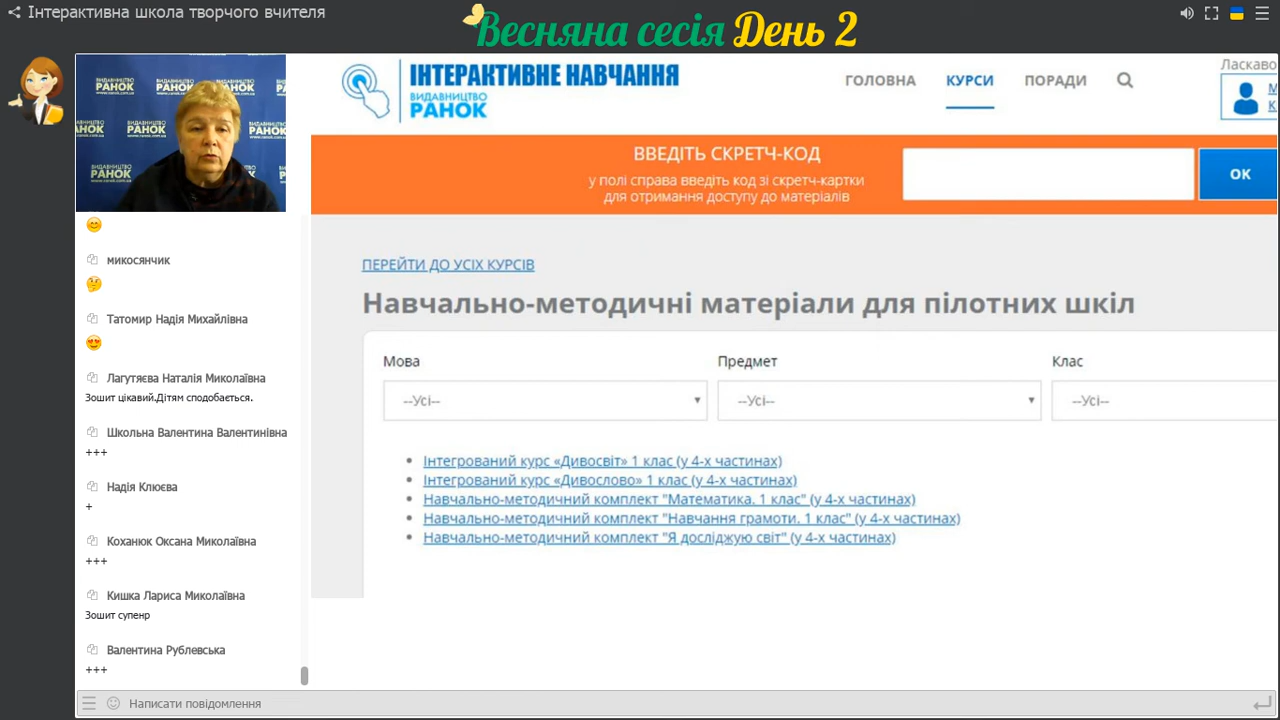 Інтерактивна школа творчого вчителя
Весняна сесія День 2
ВИДАВНИЦТВО
РАНОК
микосянчик
Татомир Надія Михайлівна
Лагутяєва Наталія Миколаївна
Зошит цікавий.Дітям сподобається.
Школьна Валентина Валентинівна
+++
Надія Клюєва
+
Коханюк Оксана Миколаївна
+++
Кишка Лариса Миколаївна
Зошит супенр
Валентина Рублевська
+++
Написати повідомлення
ІНТЕРАКТИВНЕ НАВЧАННЯ
ВИДАВНИЦТВО
РАНОК
ГОЛОВНА КУРСИ ПОРАДИ
Ласкаво
ВВЕДІТЬ СКРЕТЧ-КОД
у полі справа введіть код зі скретч-картки
для отримання доступу до матеріалів
OK
ПЕРЕЙТИ ДО УСІХ КУРСІВ
Навчально-методичні матеріали для пілотних шкіл
Мова Предмет Клас
--Усі-- --Усі-- --Усі--
Інтегрований курс «Дивосвіт» 1 клас (у 4-х частинах)
Інтегрований курс «Дивослово» 1 клас (у 4-х частинах)
Навчально-методичний комплект "Математика. 1 клас" (у 4-х частинах)
Навчально-методичний комплект "Навчання грамоти. 1 клас" (у 4-х частинах)
Навчально-методичний комплект "Я досліджую світ" (у 4-х частинах)